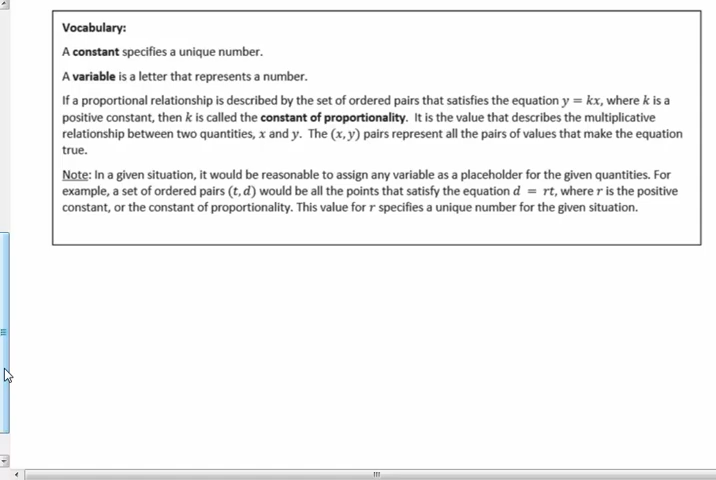 Vocabulary:
A constant specifies a unique number.
A variable is a letter that represents a number.
If a proportional relationship is described by the set of ordered pairs that satisfies the equation y = kx, where k is a
positive constant, then k is called the constant of proportionality. It is the value that describes the multiplicative
relationship between two quantities, x and y. The (x, y) pairs represent all the pairs of values that make the equation
true.
Note: In a given situation, it would be reasonable to assign any variable as a placeholder for the given quantities. For
example, a set of ordered pairs (t, d) would be all the points that satisfy the equation d = rt, where r is the positive
constant, or the constant of proportionality. This value for r specifies a unique number for the given situation.